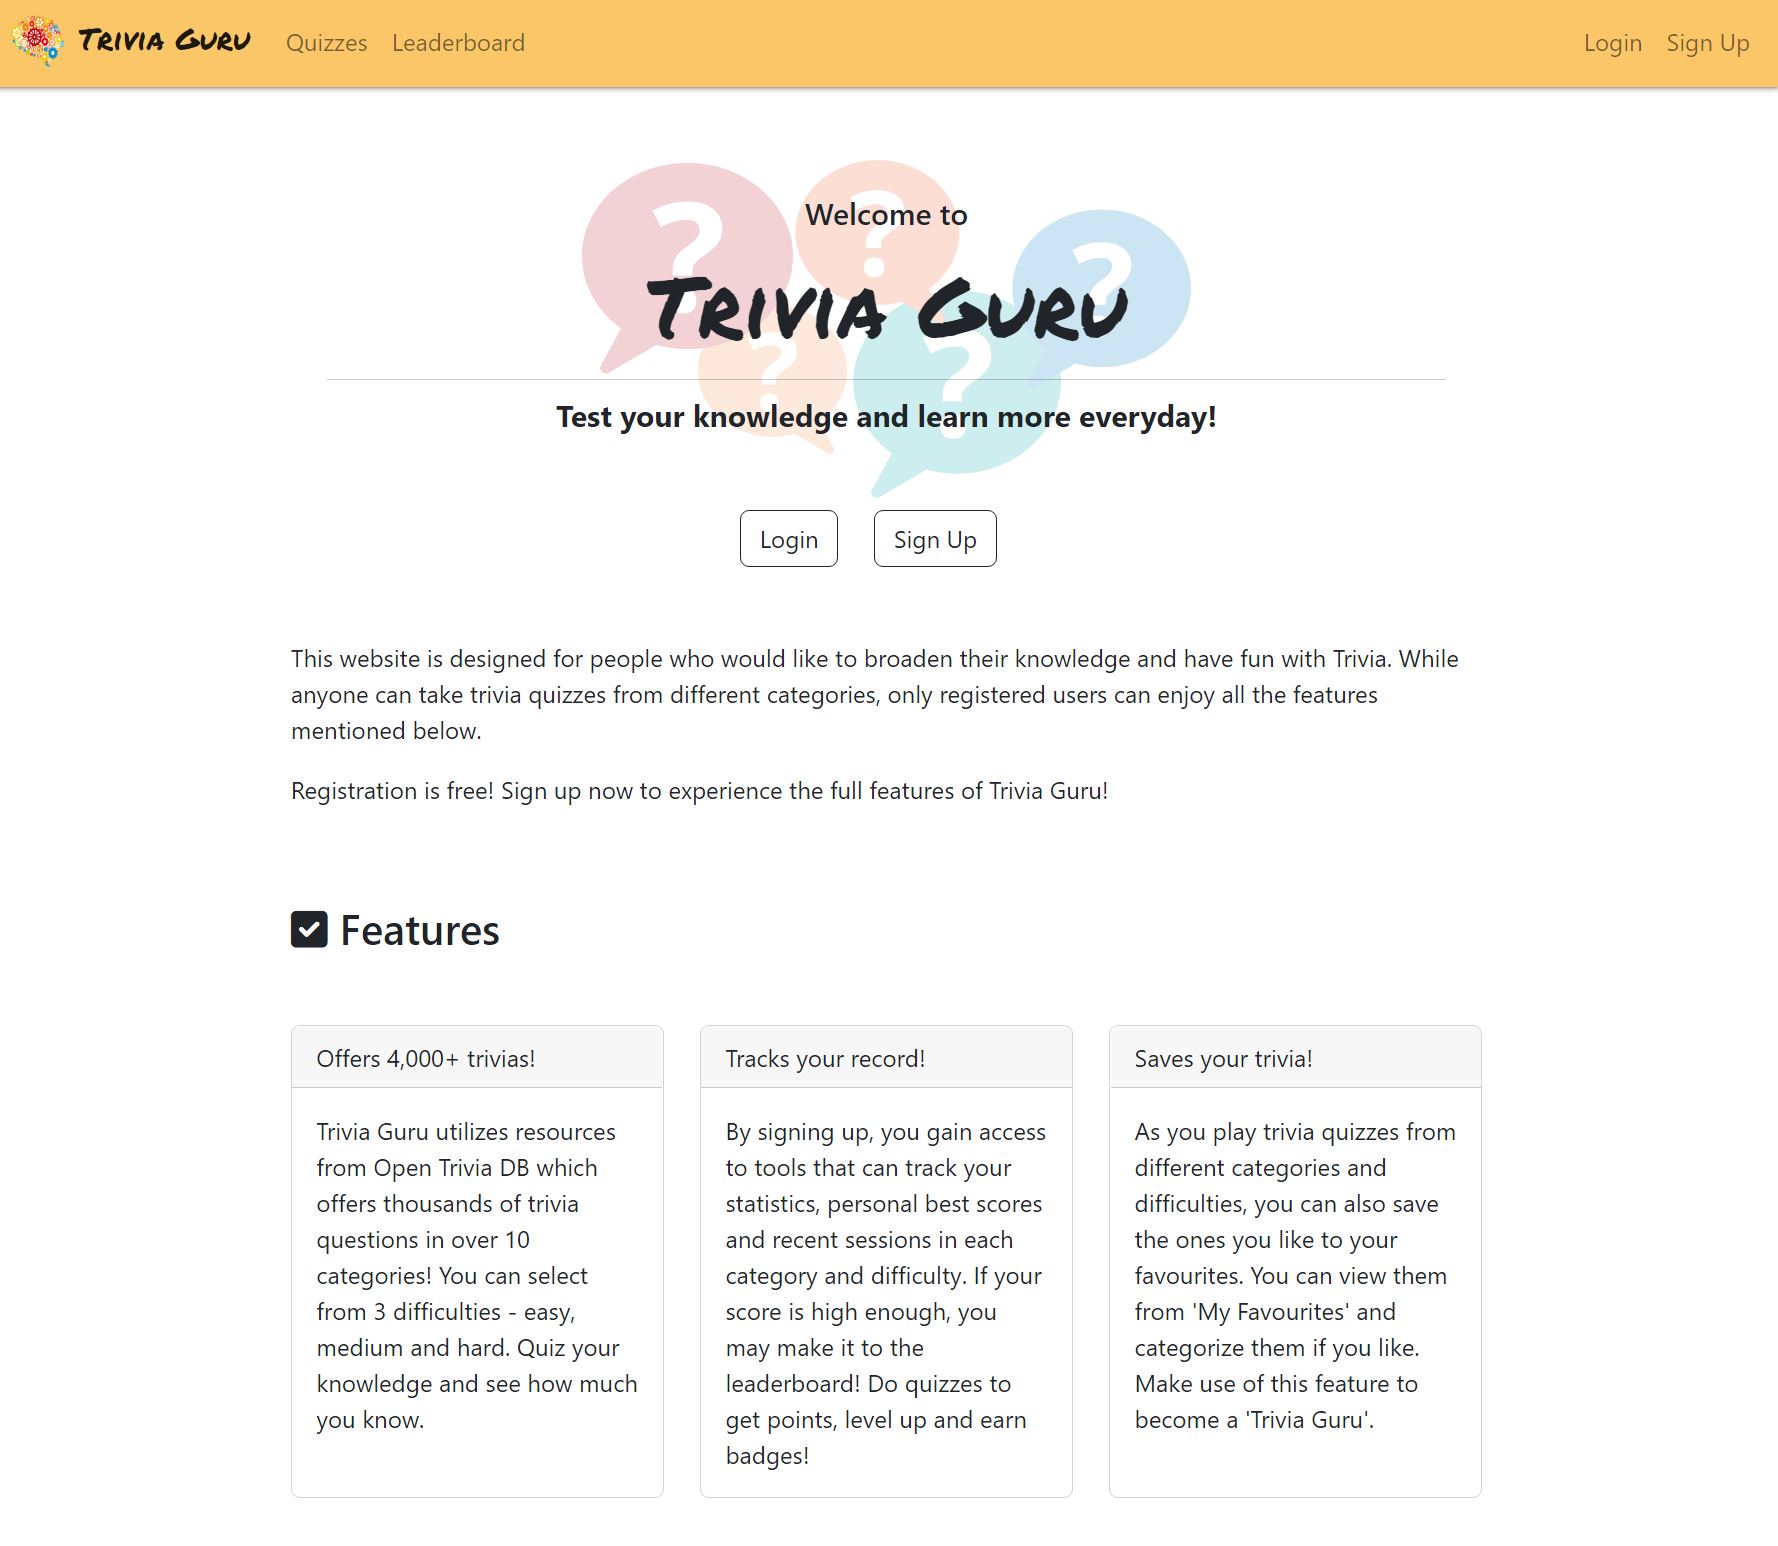 Trivia Guru Quizzes Leaderboard Login Sign Up
? ? ? ? ?
Welcome to
Trivia Guru
Test your knowledge and learn more everyday!
Login Sign Up
This website is designed for people who would like to broaden their knowledge and have fun with Trivia. While
anyone can take trivia quizzes from different categories, only registered users can enjoy all the features
mentioned below.
Registration is free! Sign up now to experience the full features of Trivia Guru!
Features
Offers 4,000+ trivias!
Trivia Guru utilizes resources
from Open Trivia DB which
offers thousands of trivia
questions in over 10
categories! You can select
from 3 difficulties - easy,
medium and hard. Quiz your
knowledge and see how much
you know.
Tracks your record!
By signing up, you gain access
to tools that can track your
statistics, personal best scores
and recent sessions in each
category and difficulty. If your
score is high enough, you
may make it to the
leaderboard! Do quizzes to
get points, level up and earn
badges!
Saves your trivia!
As you play trivia quizzes from
different categories and
difficulties, you can also save
the ones you like to your
favourites. You can view them
from 'My Favourites' and
categorize them if you like.
Make use of this feature to
become a 'Trivia Guru'.